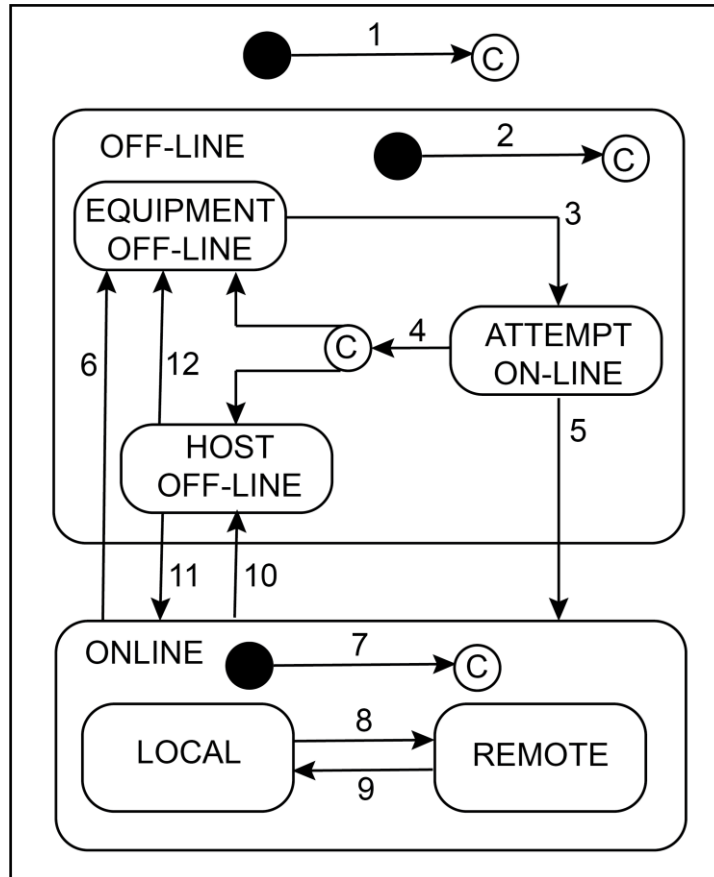 1
C
OFF-LINE
2
C
EQUIPMENT
OFF-LINE
3
C
4
ATTEMPT
ON-LINE
6
12
5
HOST
OFF-LINE
11
10
ONLINE
7
C
LOCAL
8
9
REMOTE